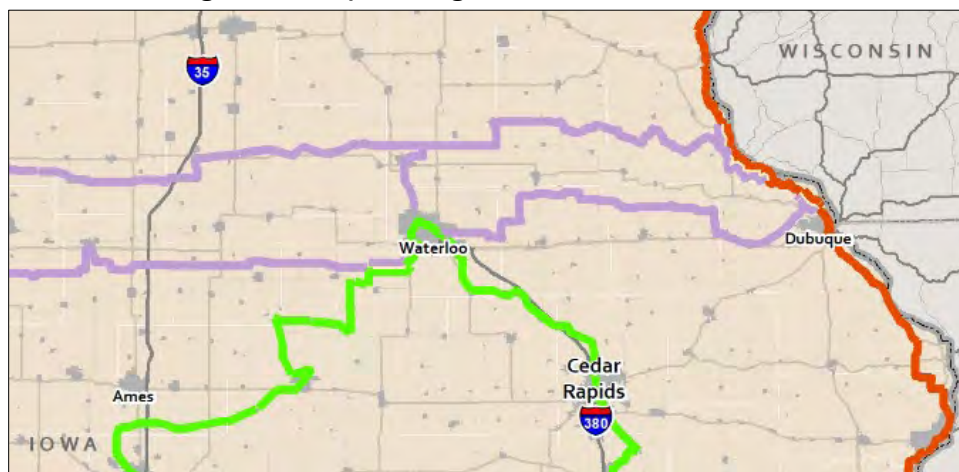 WISCONSIN
35
Waterloo
Dubuque
Cedar
Rapids
Ames
380
IOWA